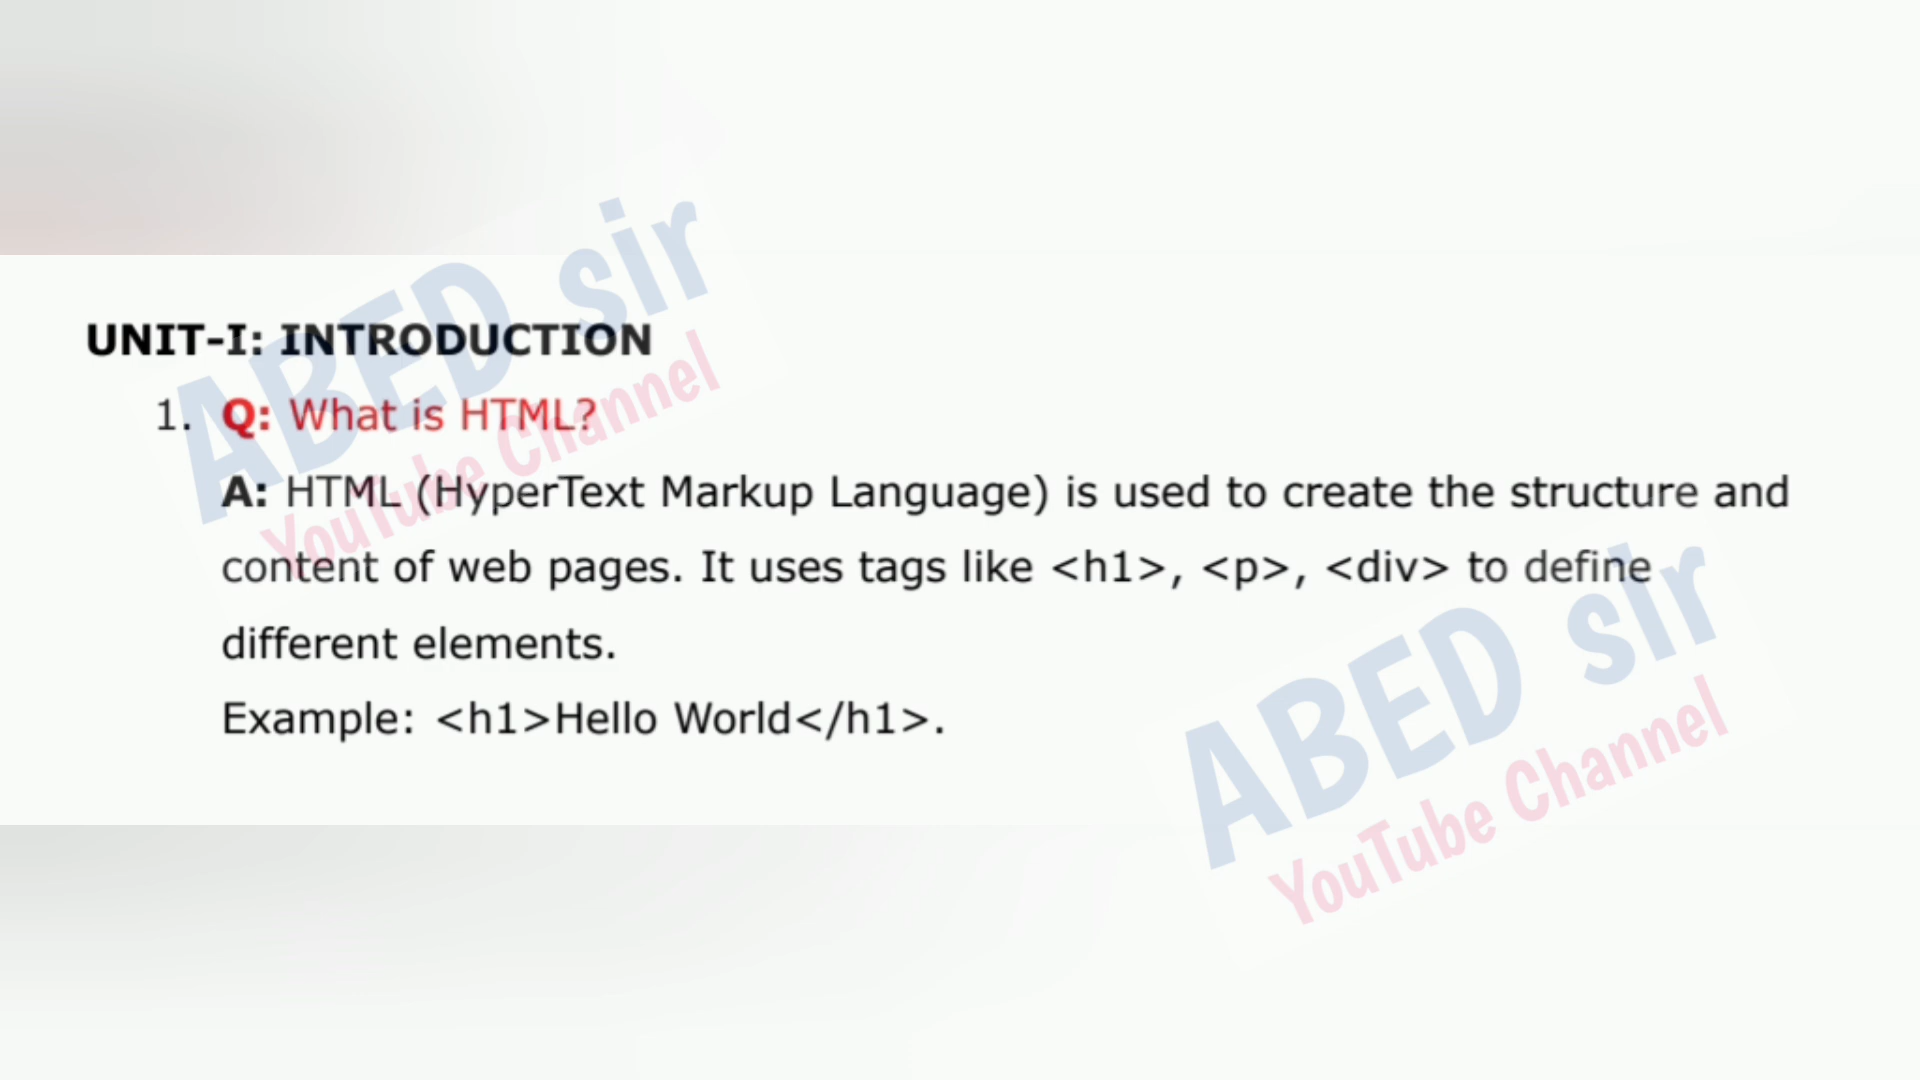 UNIT-I: INTRODUCTION
1. Q: What is HTML?
A: HTML (HyperText Markup Language) is used to create the structure and
content of web pages. It uses tags like <h1>, <p>, <div> to define
different elements.
Example: <h1>Hello World</h1>.
ABED sir
YouTube Channel
ABED sir
YouTube Channel